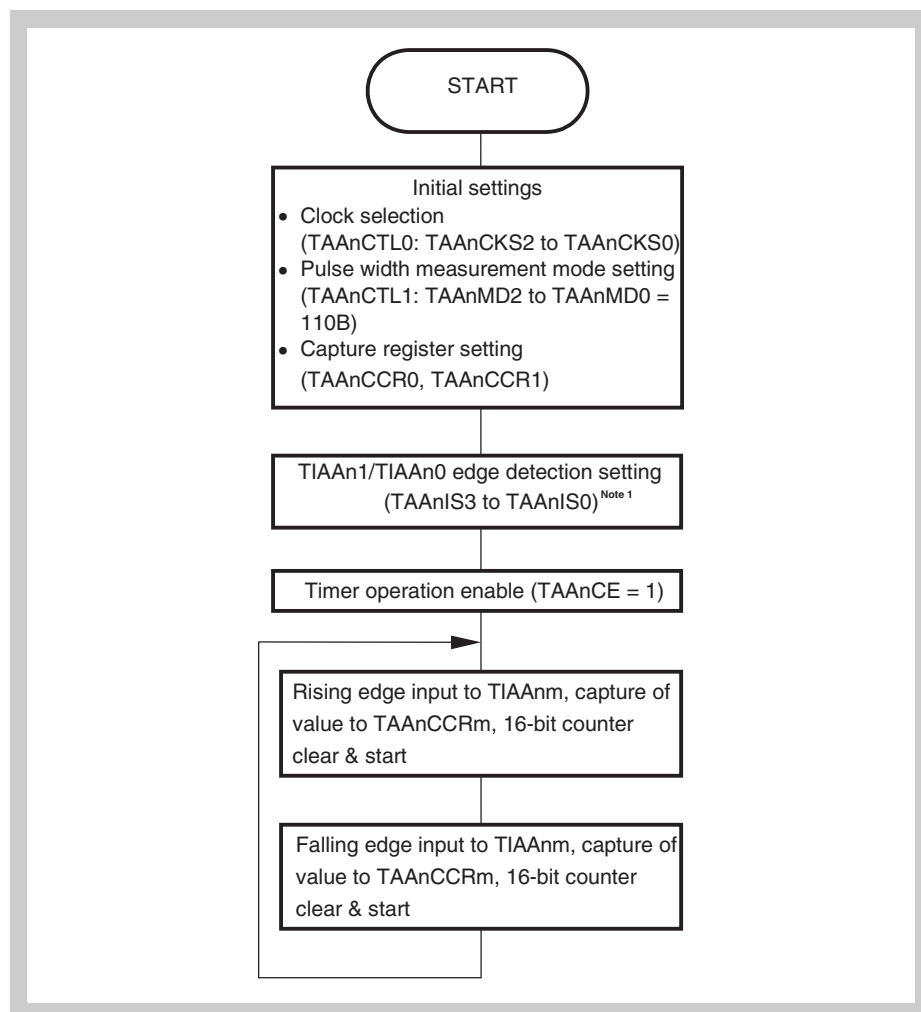 START
Initial settings
• Clock selection
(TAAnCTL0: TAAnCKS2 to TAAnCKS0)
• Pulse width measurement mode setting
(TAAnCTL1: TAAnMD2 to TAAnMD0 =
110B)
• Capture register setting
(TAAnCCR0, TAAnCCR1)
TIAAn1/TIAAn0 edge detection setting
(TAAnIS3 to TAAnIS0) Note 1
Timer operation enable (TAAnCE = 1)
Rising edge input to TIAAnm, capture of
value to TAAnCCRm, 16-bit counter
clear & start
Falling edge input to TIAAnm, capture of
value to TAAnCCRm, 16-bit counter
clear & start